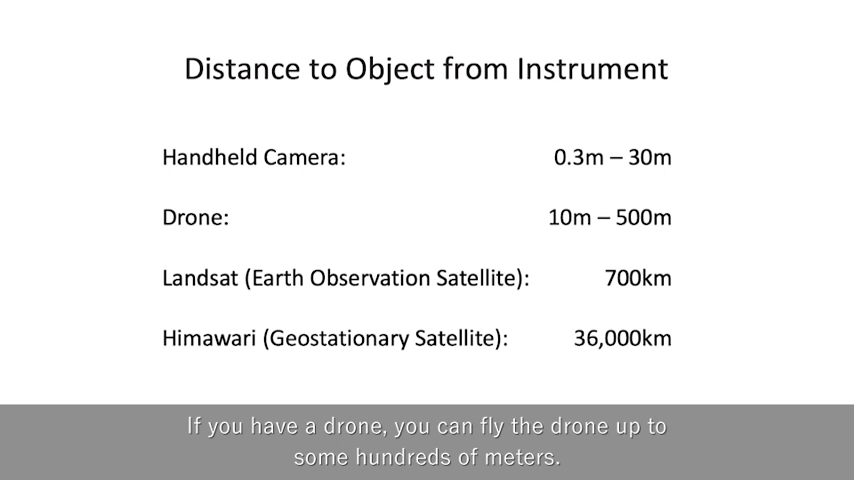 Distance to Object from Instrument
Handheld Camera: 0.3m – 30m
Drone: 10m – 500m
Landsat (Earth Observation Satellite): 700km
Himawari (Geostationary Satellite): 36,000km
If you have a drone, you can fly the drone up to
some hundreds of meters.